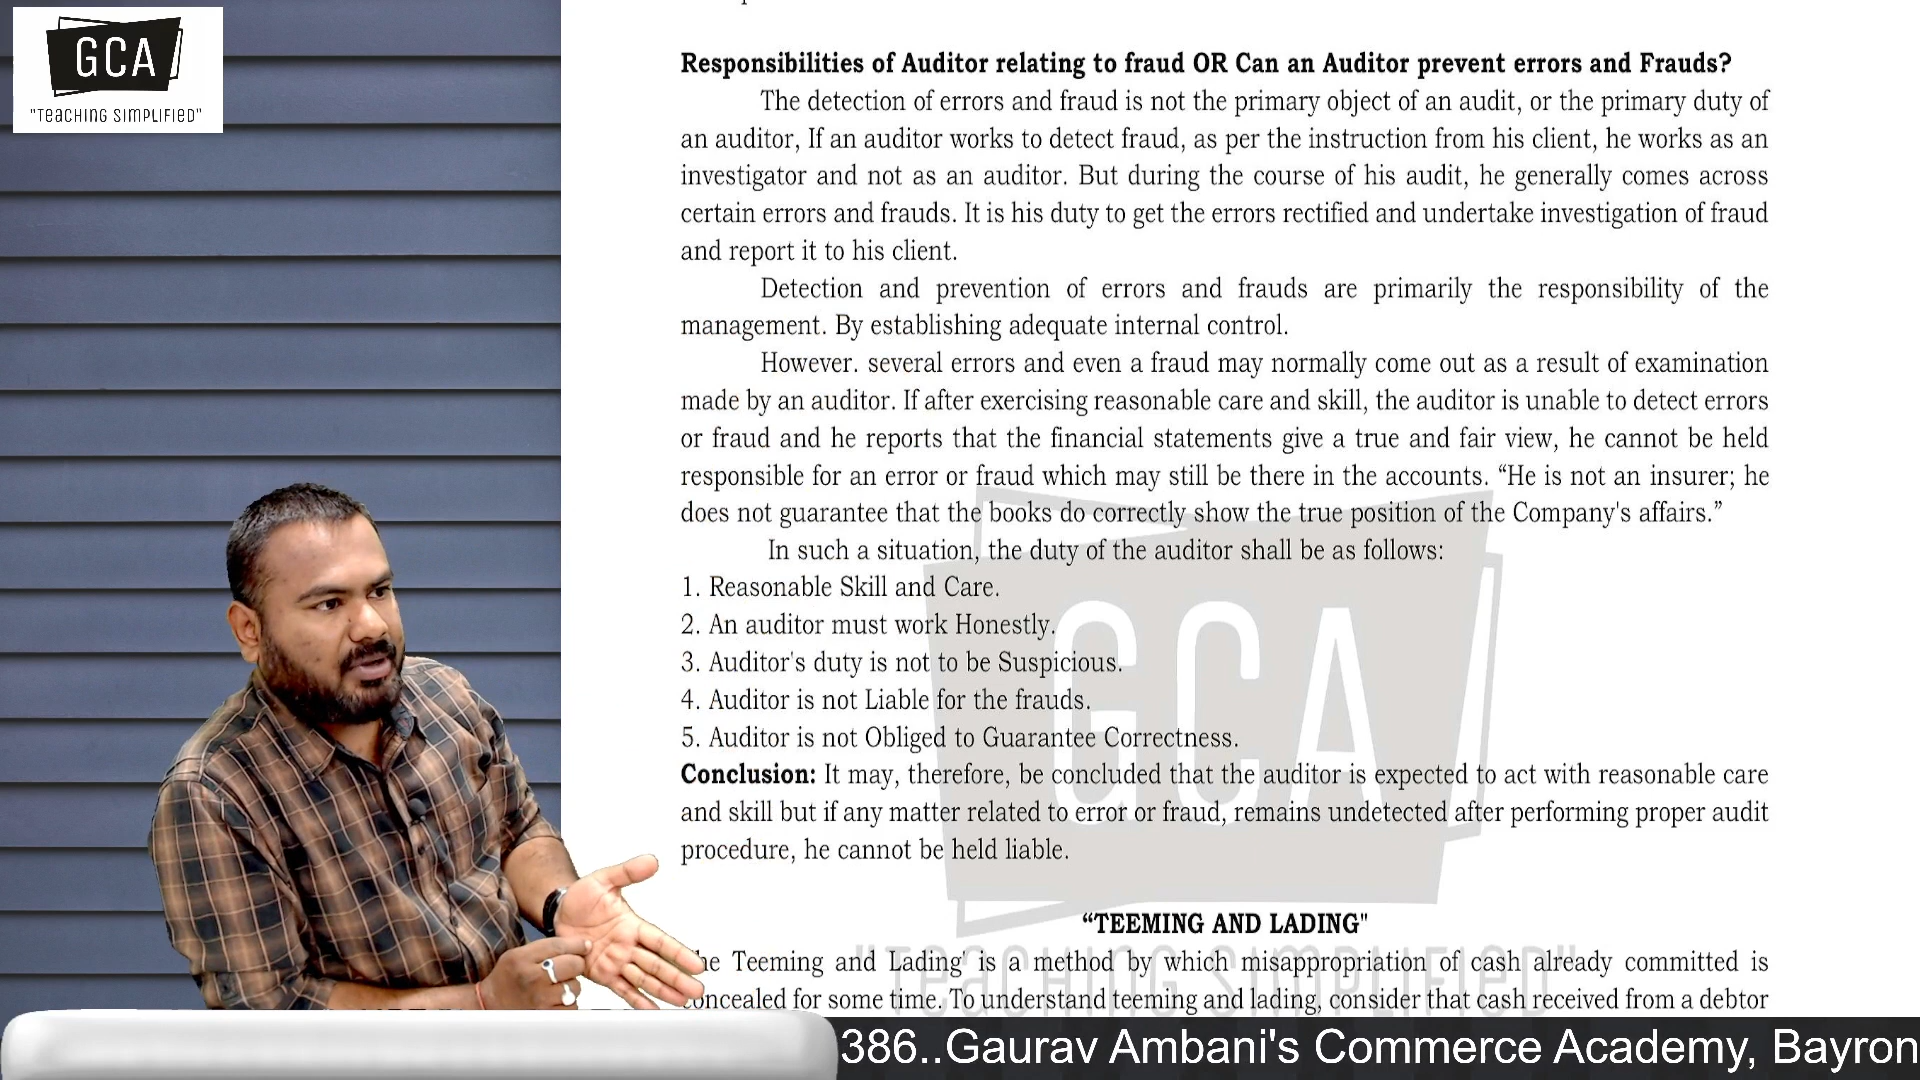 GCA
"Teaching Simplified"
Responsibilities of Auditor relating to fraud OR Can an Auditor prevent errors and Frauds?
The detection of errors and fraud is not the primary object of an audit, or the primary duty of
an auditor, If an auditor works to detect fraud, as per the instruction from his client, he works as an
investigator and not as an auditor. But during the course of his audit, he generally comes across
certain errors and frauds. It is his duty to get the errors rectified and undertake investigation of fraud
and report it to his client.
Detection and prevention of errors and frauds are primarily the responsibility of the
management. By establishing adequate internal control.
However. several errors and even a fraud may normally come out as a result of examination
made by an auditor. If after exercising reasonable care and skill, the auditor is unable to detect errors
or fraud and he reports that the financial statements give a true and fair view, he cannot be held
responsible for an error or fraud which may still be there in the accounts. “He is not an insurer; he
does not guarantee that the books do correctly show the true position of the Company's affairs.”
In such a situation, the duty of the auditor shall be as follows:
1. Reasonable Skill and Care.
2. An auditor must work Honestly.
3. Auditor's duty is not to be Suspicious.
4. Auditor is not Liable for the frauds.
5. Auditor is not Obliged to Guarantee Correctness.
Conclusion: It may, therefore, be concluded that the auditor is expected to act with reasonable care
and skill but if any matter related to error or fraud, remains undetected after performing proper audit
procedure, he cannot be held liable.
GCA
“TEEMING AND LADING"
"Teaching Simplified"
he Teeming and Lading' is a method by which misappropriation of cash already committed is
concealed for some time. To understand teeming and lading, consider that cash received from a debtor
386..Gaurav Ambani's Commerce Academy, Bayron